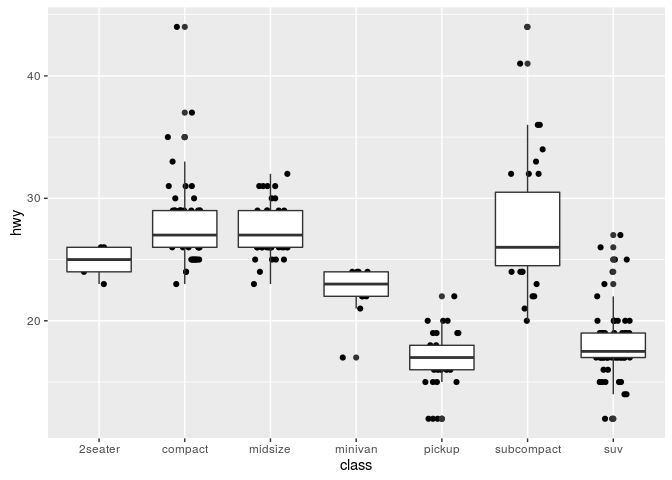 40
30
20
hwy
2seater compact midsize minivan pickup subcompact suv
class